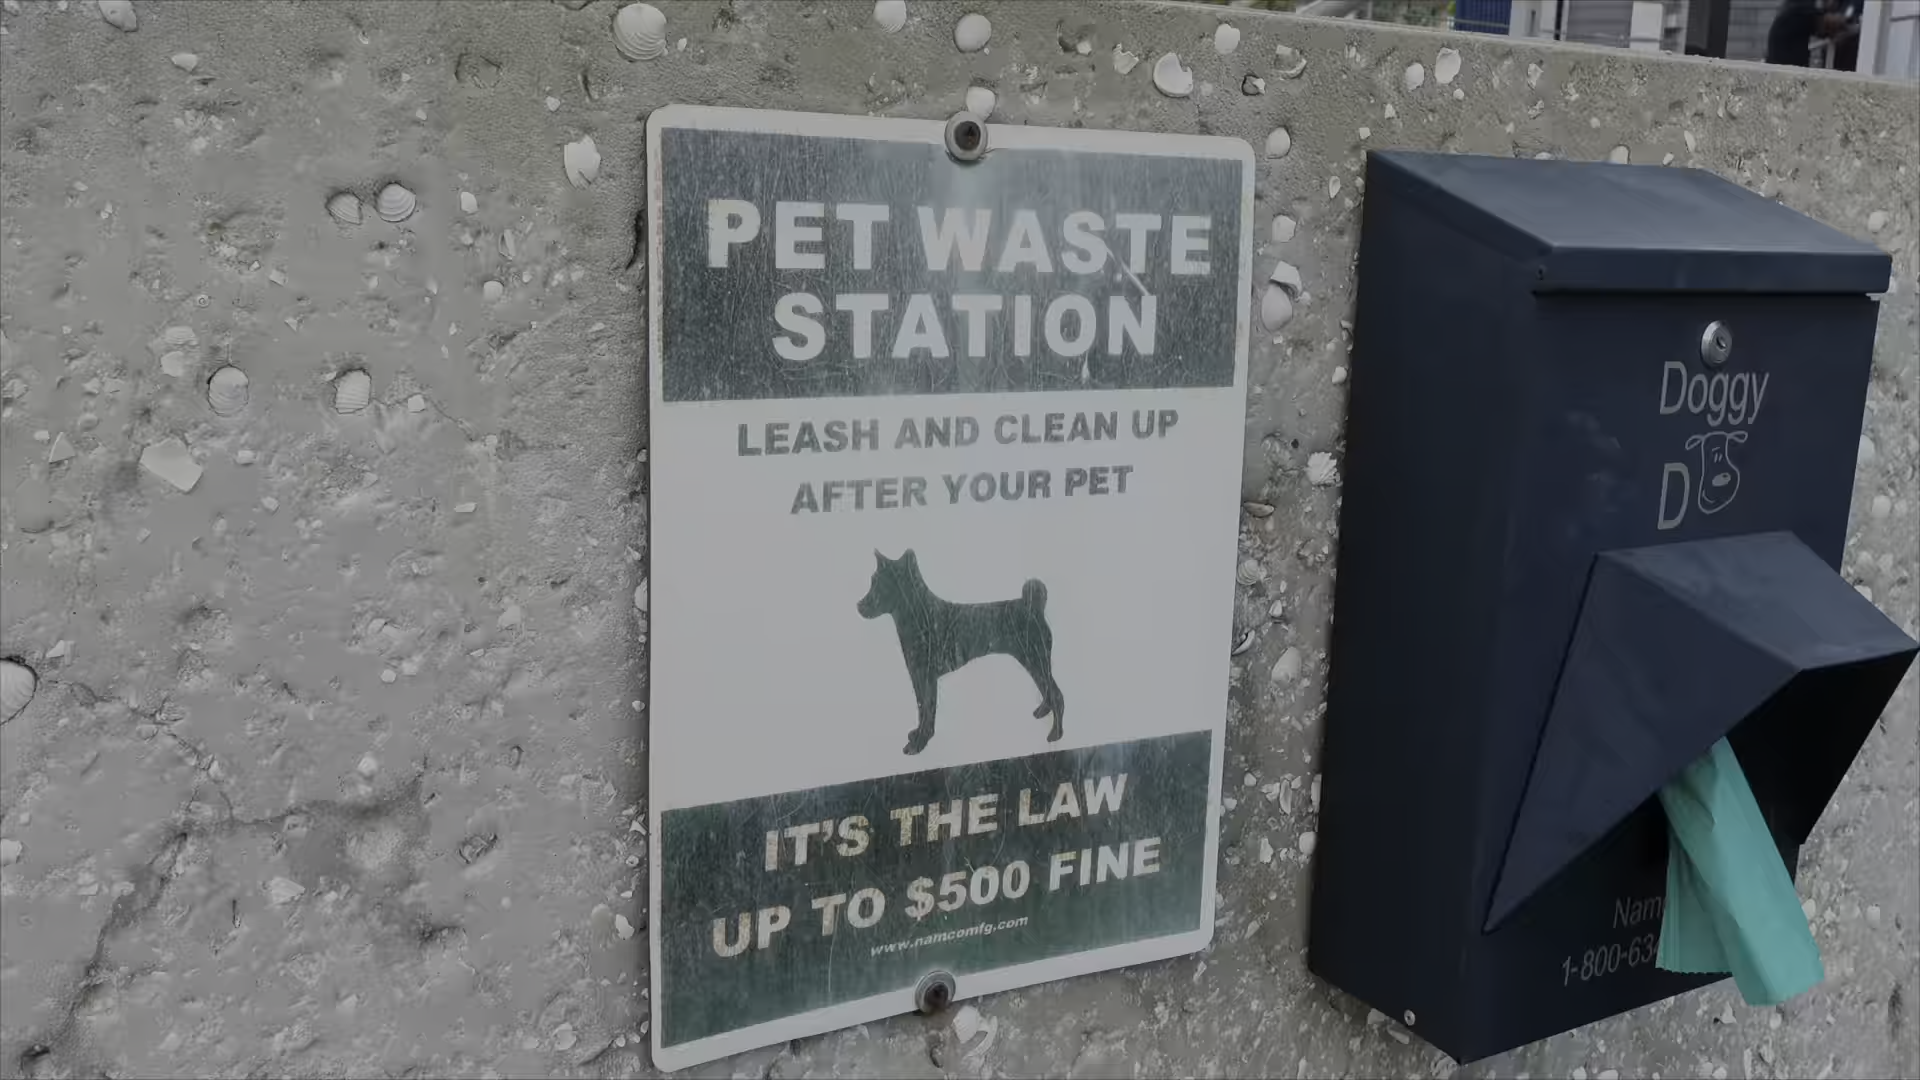 PET WASTE
STATION
LEASH AND CLEAN UP
AFTER YOUR PET
IT'S THE LAW
UP TO $500 FINE
www.namcomfg.com
Doggy
D